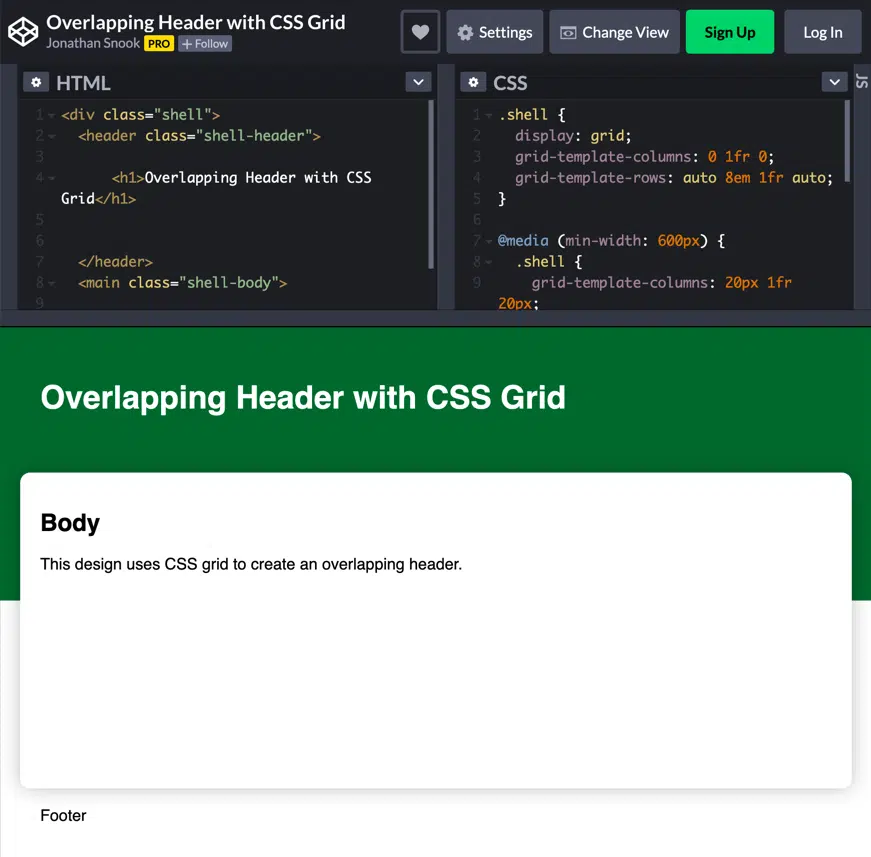 Overlapping Header with CSS Grid
Jonathan Snook PRO + Follow
Settings
Change View
Sign Up
Log In
HTML
1 <div class="shell">
2 <header class="shell-header">
3
4 <h1>Overlapping Header with CSS
Grid</h1>
5
6
7 </header>
8 <main class="shell-body">
9
CSS
1 .shell {
2 display: grid;
3 grid-template-columns: 0 1fr 0;
4 grid-template-rows: auto 8em 1fr auto;
5 }
6
7 @media (min-width: 600px) {
8 .shell {
9 grid-template-columns: 20px 1fr
20px;
JS
Overlapping Header with CSS Grid
Body
This design uses CSS grid to create an overlapping header.
Footer